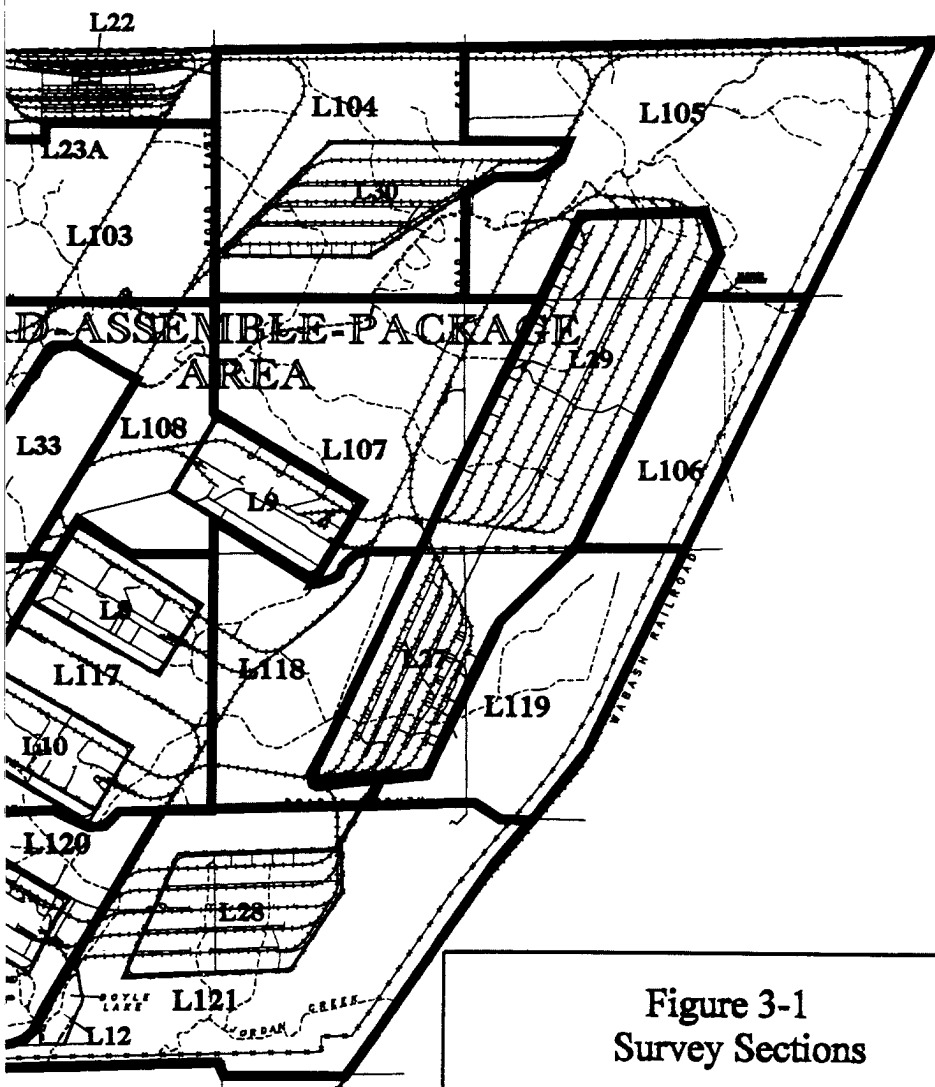 L22
L104
L105
L23A
L30
L103
D-ASSEMBLE-PACKAGE
AREA
L29
L33
L108
L107
L106
L9
L8
WABASH RAILROAD
L118
L117
L27
L119
L10
L120
L28
DOYLE
LAKE
L121
JORDAN CREEK
L12
Figure 3-1
Survey Sections